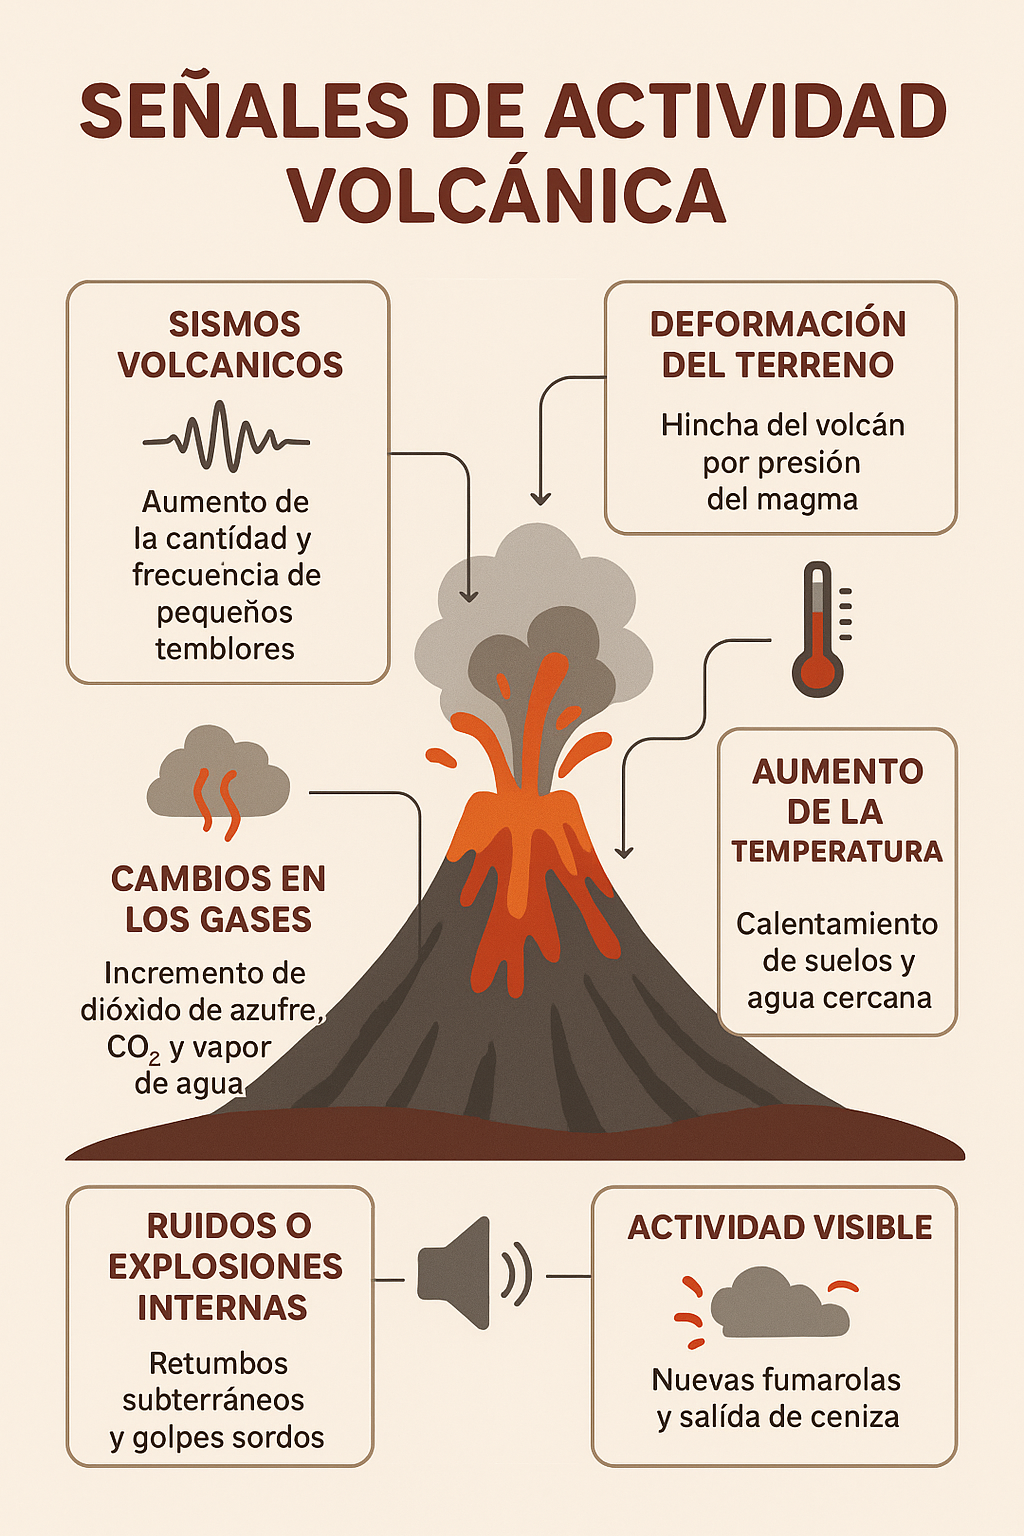 SEÑALES DE ACTIVIDAD
VOLCÁNICA
SISMOS
VOLCANICOS
Aumento de
la cantídad y
frecuencia de
pequeños
temblores
DEFORMACIÓN
DEL TERRENO
Hincha del volcán
por presión
del magma
AUMENTO
DE LA
TEMPERATURA
Calentamiento
de suelos y
agua cercana
CAMBIOS EN
LOS GASES
Incremento de
dióxìdo de azufre,
CO₂ y vapor
de agua
RUIDOS O
EXPLOSIONES
INTERNAS
Retumbos
subterráneos
y golpes sordos
ACTIVIDAD VISIBLE
Nuevas fumarolas
y salída de ceniza